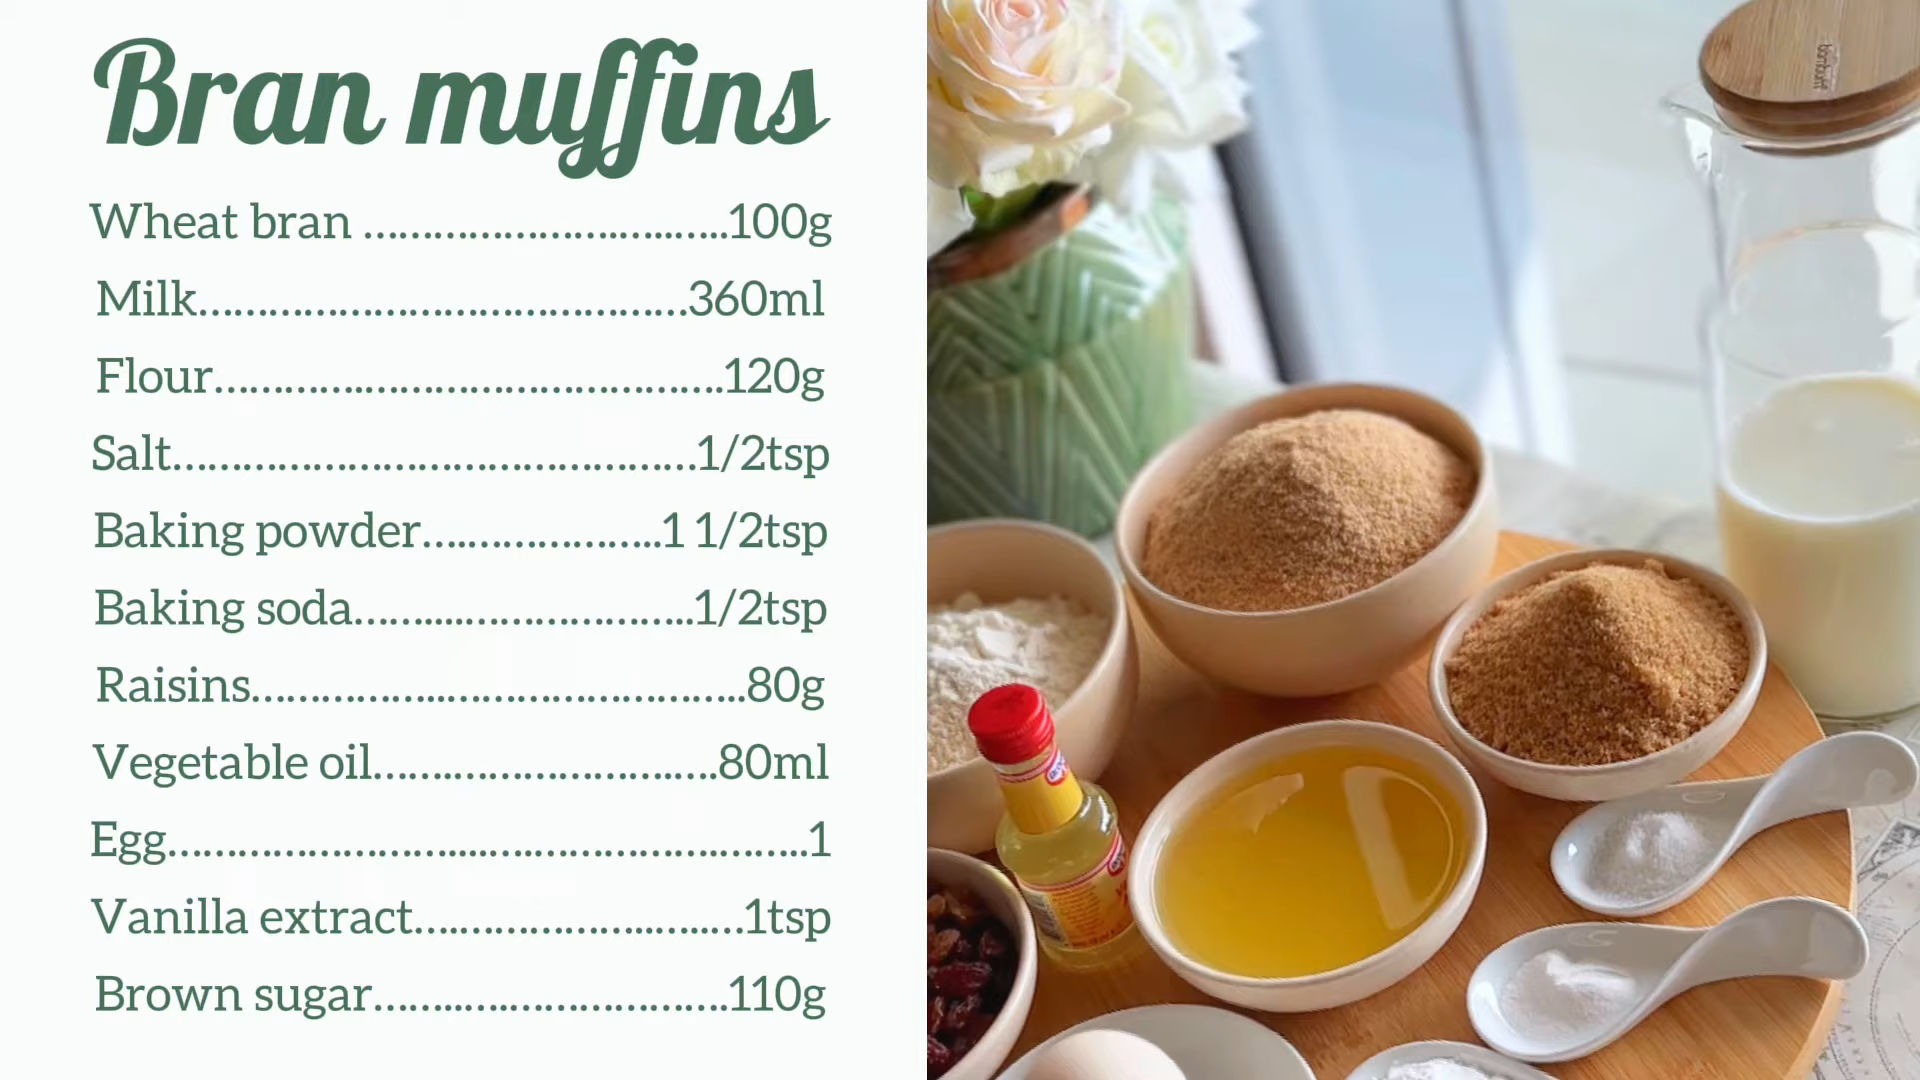 Bran muffins
Wheat bran ..............................100g
Milk..........................................360ml
Flour............................................120g
Salt.............................................1/2tsp
Baking powder.....................1 1/2tsp
Baking soda.............................1/2tsp
Raisins...........................................80g
Vegetable oil..............................80ml
Egg.......................................................1
Vanilla extract............................1tsp
Brown sugar...............................110g